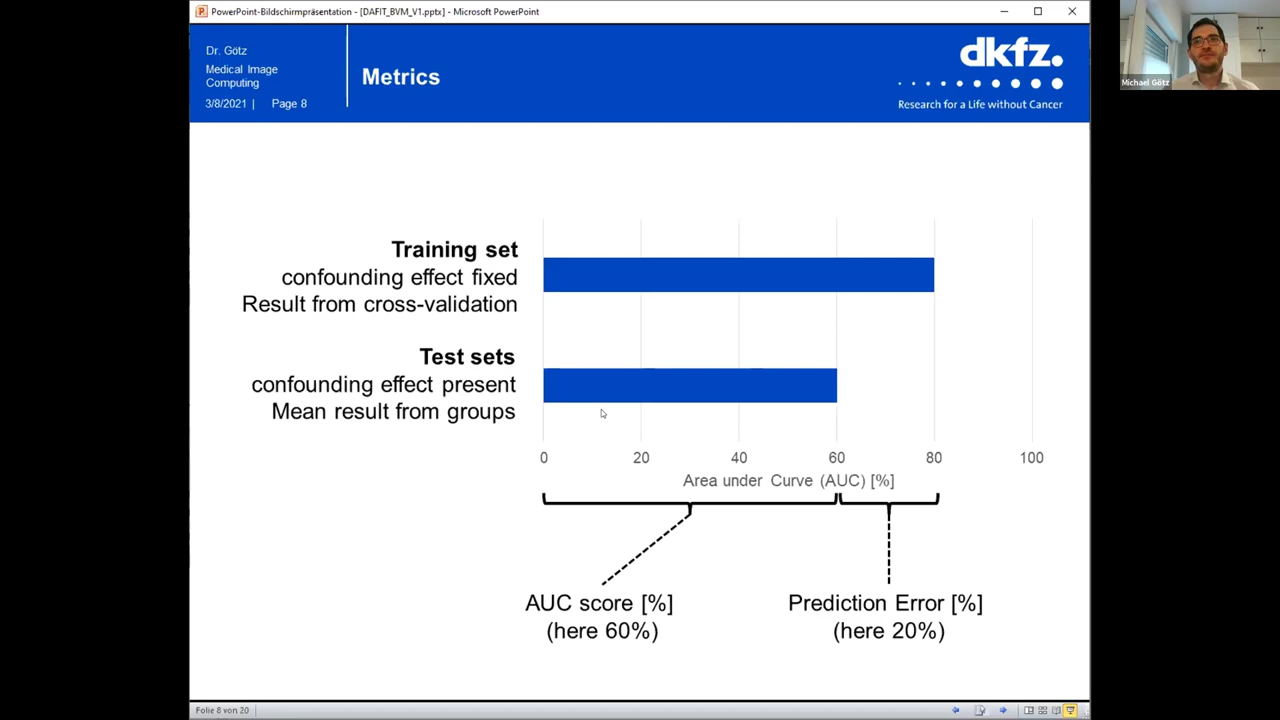 PowerPoint-Bildschirmpräsentation - [DAFIT_BVM_V1.pptx] - Microsoft PowerPoint
Dr. Götz
Medical Image
Computing
3/8/2021 | Page 8
Metrics
dkfz.
Research for a Life without Cancer
Michael Götz
Training set
confounding effect fixed
Result from cross-validation
Test sets
confounding effect present
Mean result from groups
0 20 40 60 80 100
Area under Curve (AUC) [%]
AUC score [%]
(here 60%)
Prediction Error [%]
(here 20%)
Folie 8 von 20